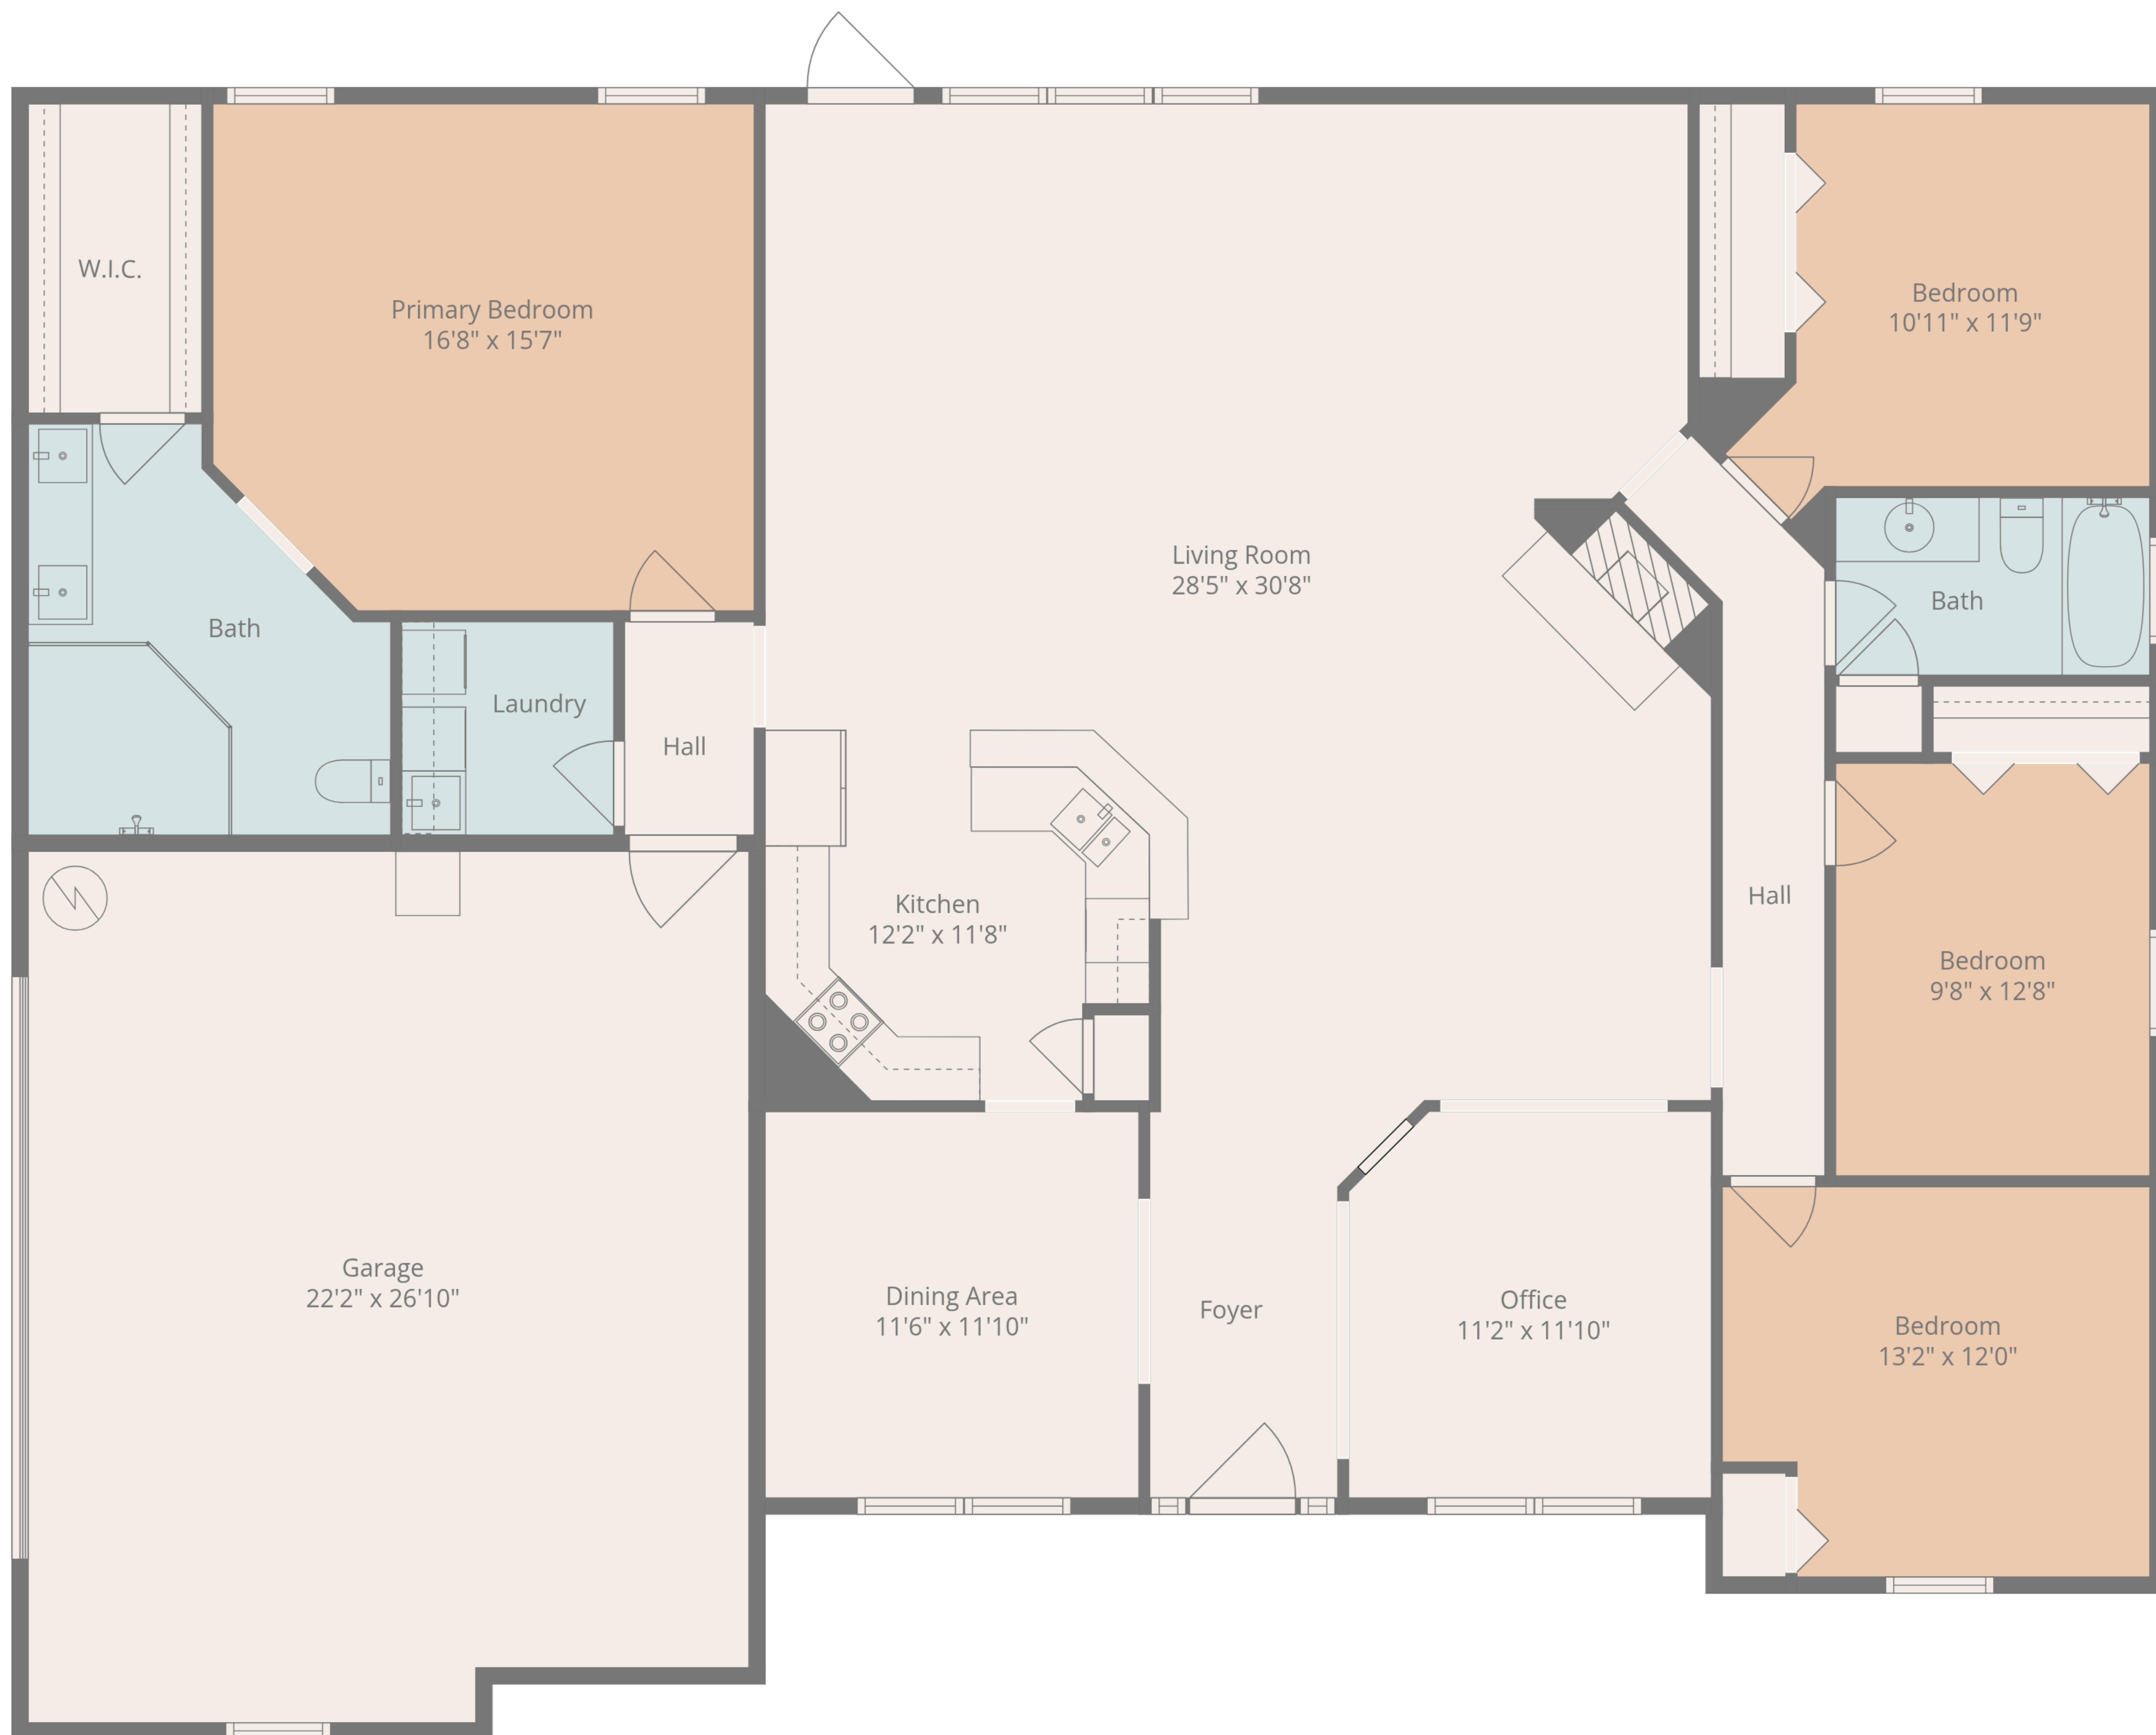 W.I.C.
Primary Bedroom
16'8" x 15'7"
Bedroom
10'11" x 11'9"
Living Room
28'5" x 30'8"
Bath
Bath
Laundry
Hall
Kitchen
12'2" x 11'8"
Hall
Bedroom
9'8" x 12'8"
Garage
22'2" x 26'10"
Dining Area
11'6" x 11'10"
Foyer
Office
11'2" x 11'10"
Bedroom
13'2" x 12'0"